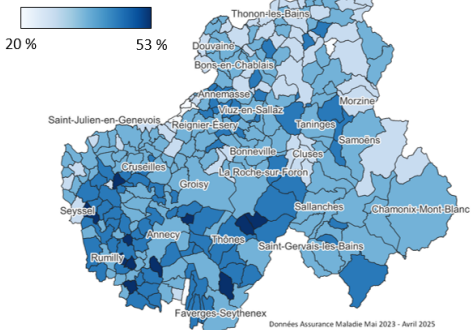 20 %
53 %
Thonon-les-Bains
Douvaine
Bons-en-Chablais
Annemasse
Morzine
Viuz-en-Sallaz
Saint-Julien-en-Genevois
Reignier-Esery
Taninges
Samoëns
Bonneville
Cluses
Cruseilles
La Roche-sur-Foron
Groisy
Seyssel
Sallanches
Chamonix-Mont-Blanc
Annecy
Thônes
Saint-Gervais-les-Bains
Rumilly
Faverges-Seythenex
Données Assurance Maladie Mai 2023 - Avril 2025